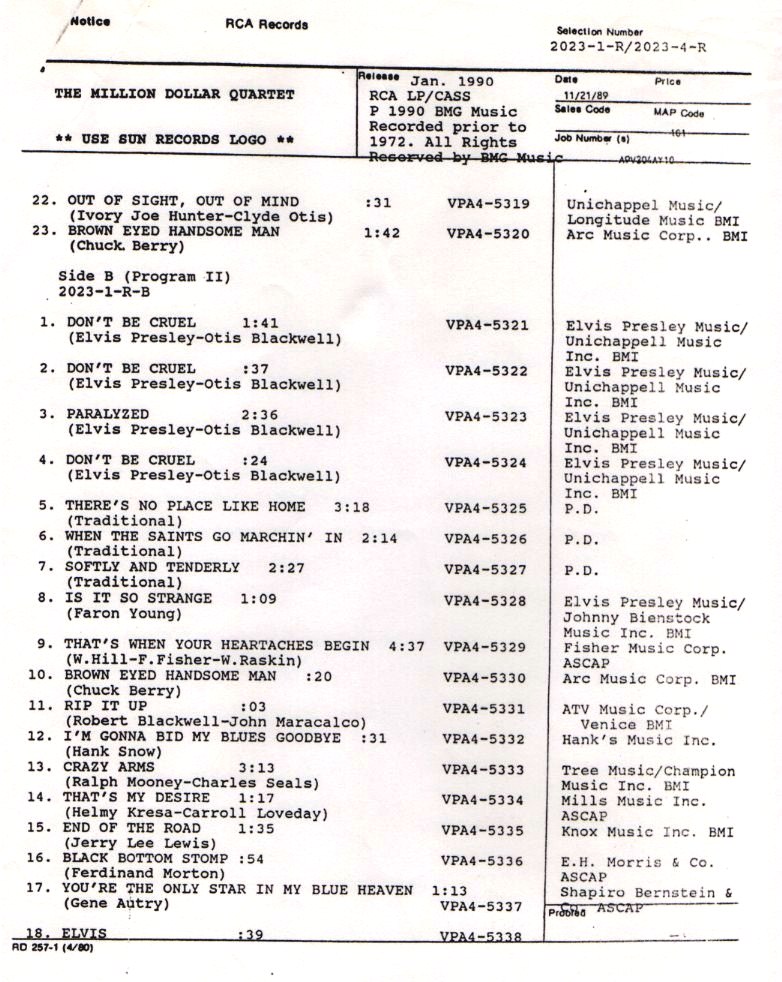 Notice
RCA Records
Selection Number
2023-1-R/2023-4-R
THE MILLION DOLLAR QUARTET
** USE SUN RECORDS LOGO **
Release Jan. 1990
RCA LP/CASS
P 1990 BMG Music
Recorded prior to
1972. All Rights
Reserved by BMG Music
Date Price
11/21/89
Sales Code MAP Code
161
Job Number (s)
APV204AY10
22. OUT OF SIGHT, OUT OF MIND :31 VPA4-5319 Unichappel Music/
(Ivory Joe Hunter-Clyde Otis) Longitude Music BMI
23. BROWN EYED HANDSOME MAN 1:42 VPA4-5320 Arc Music Corp.. BMI
(Chuck Berry)
Side B (Program II)
2023-1-R-B
1. DON'T BE CRUEL 1:41 VPA4-5321 Elvis Presley Music/
(Elvis Presley-Otis Blackwell) Unichappell Music
Inc. BMI
2. DON'T BE CRUEL :37 VPA4-5322 Elvis Presley Music/
(Elvis Presley-Otis Blackwell) Unichappell Music
Inc. BMI
3. PARALYZED 2:36 VPA4-5323 Elvis Presley Music/
(Elvis Presley-Otis Blackwell) Unichappell Music
Inc. BMI
4. DON'T BE CRUEL :24 VPA4-5324 Elvis Presley Music/
(Elvis Presley-Otis Blackwell) Unichappell Music
Inc. BMI
5. THERE'S NO PLACE LIKE HOME 3:18 VPA4-5325 P.D.
(Traditional)
6. WHEN THE SAINTS GO MARCHIN' IN 2:14 VPA4-5326 P.D.
(Traditional)
7. SOFTLY AND TENDERLY 2:27 VPA4-5327 P.D.
(Traditional)
8. IS IT SO STRANGE 1:09 VPA4-5328 Elvis Presley Music/
(Faron Young) Johnny Bienstock
Music Inc. BMI
9. THAT'S WHEN YOUR HEARTACHES BEGIN 4:37 VPA4-5329 Fisher Music Corp.
(W.Hill-F.Fisher-W.Raskin) ASCAP
10. BROWN EYED HANDSOME MAN :20 VPA4-5330 Arc Music Corp. BMI
(Chuck Berry)
11. RIP IT UP :03 VPA4-5331 ATV Music Corp./
(Robert Blackwell-John Maracalco) Venice BMI
12. I'M GONNA BID MY BLUES GOODBYE :31 VPA4-5332 Hank's Music Inc.
(Hank Snow)
13. CRAZY ARMS 3:13 VPA4-5333 Tree Music/Champion
(Ralph Mooney-Charles Seals) Music Inc. BMI
14. THAT'S MY DESIRE 1:17 VPA4-5334 Mills Music Inc.
(Helmy Kresa-Carroll Loveday) ASCAP
15. END OF THE ROAD 1:35 VPA4-5335 Knox Music Inc. BMI
(Jerry Lee Lewis)
16. BLACK BOTTOM STOMP :54 VPA4-5336 E.H. Morris & Co.
(Ferdinand Morton) ASCAP
17. YOU'RE THE ONLY STAR IN MY BLUE HEAVEN 1:13 Shapiro Bernstein &
(Gene Autry) VPA4-5337 Co. ASCAP
Proofed
18. ELVIS :39 VPA4-5338
RD 257-1 (4/80)